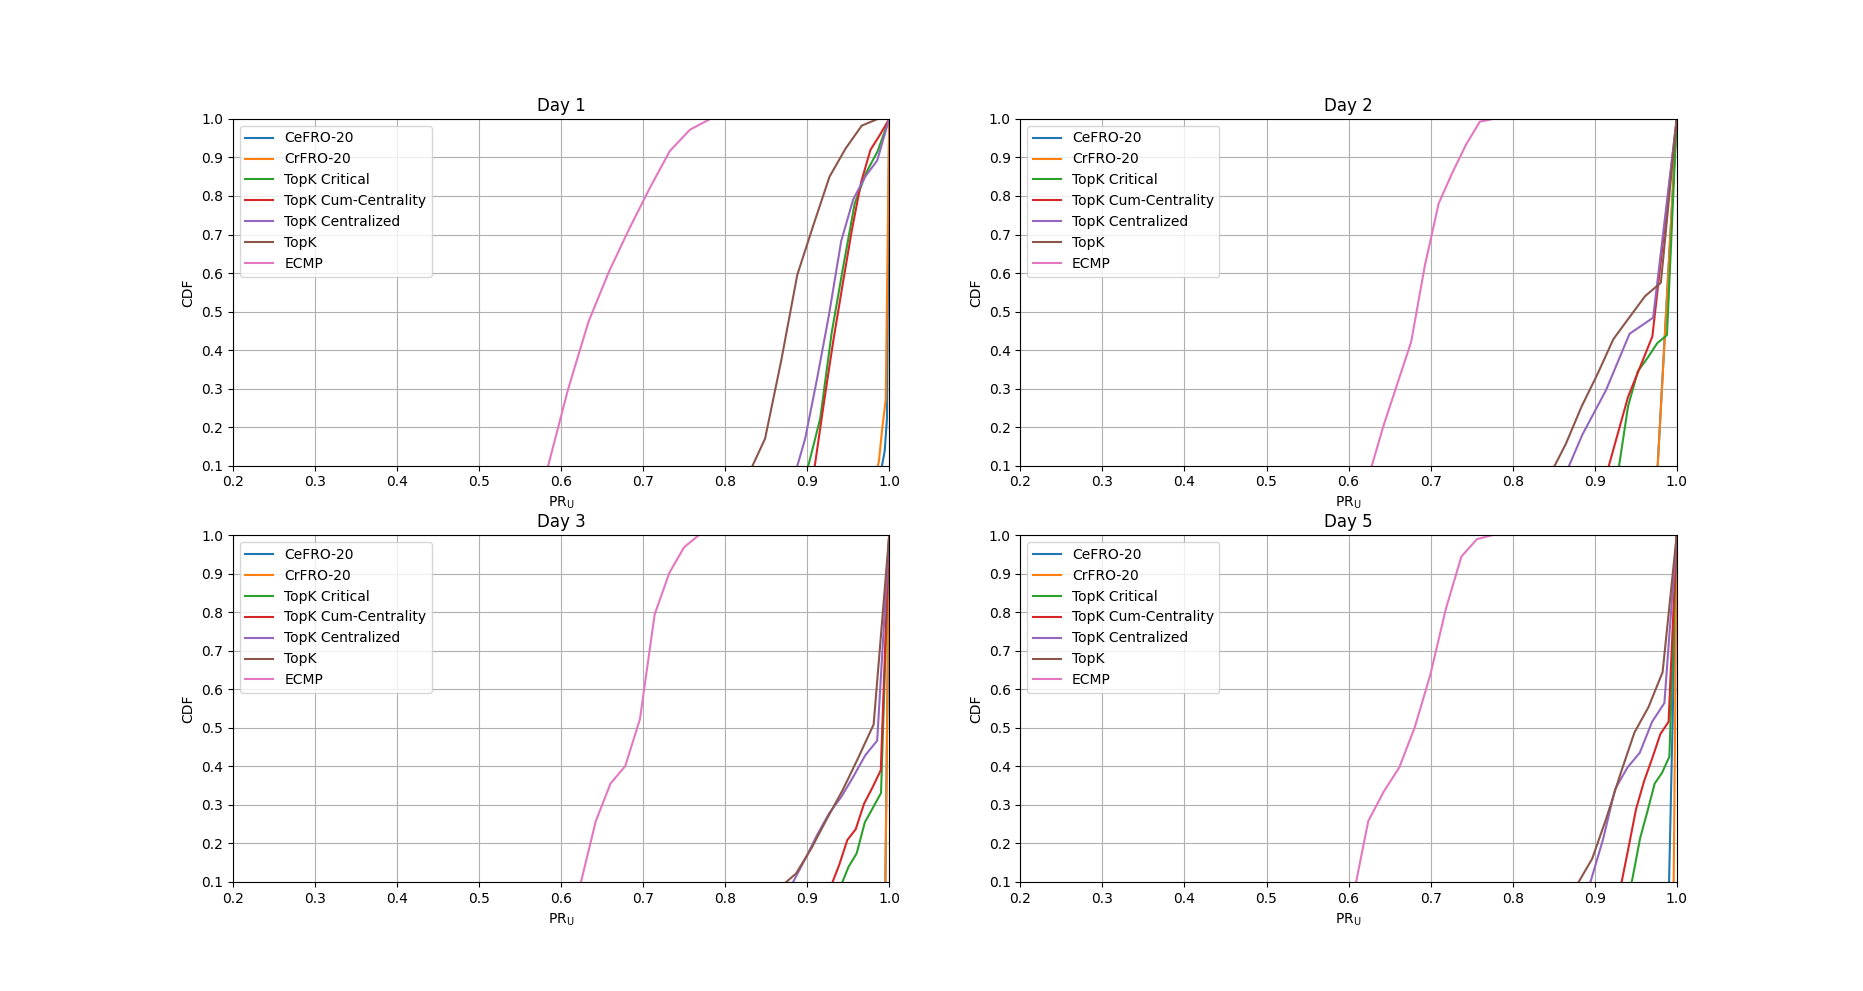 Day 1
1.0
0.9
0.8
0.7
0.6
0.5
0.4
0.3
0.2
0.1
CDF
CeFRO-20
CrFRO-20
TopK Critical
TopK Cum-Centrality
TopK Centralized
TopK
ECMP
0.2 0.3 0.4 0.5 0.6 0.7 0.8 0.9 1.0
PR_U
Day 2
1.0
0.9
0.8
0.7
0.6
0.5
0.4
0.3
0.2
0.1
CDF
CeFRO-20
CrFRO-20
TopK Critical
TopK Cum-Centrality
TopK Centralized
TopK
ECMP
0.2 0.3 0.4 0.5 0.6 0.7 0.8 0.9 1.0
PR_U
Day 3
1.0
0.9
0.8
0.7
0.6
0.5
0.4
0.3
0.2
0.1
CDF
CeFRO-20
CrFRO-20
TopK Critical
TopK Cum-Centrality
TopK Centralized
TopK
ECMP
0.2 0.3 0.4 0.5 0.6 0.7 0.8 0.9 1.0
PR_U
Day 5
1.0
0.9
0.8
0.7
0.6
0.5
0.4
0.3
0.2
0.1
CDF
CeFRO-20
CrFRO-20
TopK Critical
TopK Cum-Centrality
TopK Centralized
TopK
ECMP
0.2 0.3 0.4 0.5 0.6 0.7 0.8 0.9 1.0
PR_U